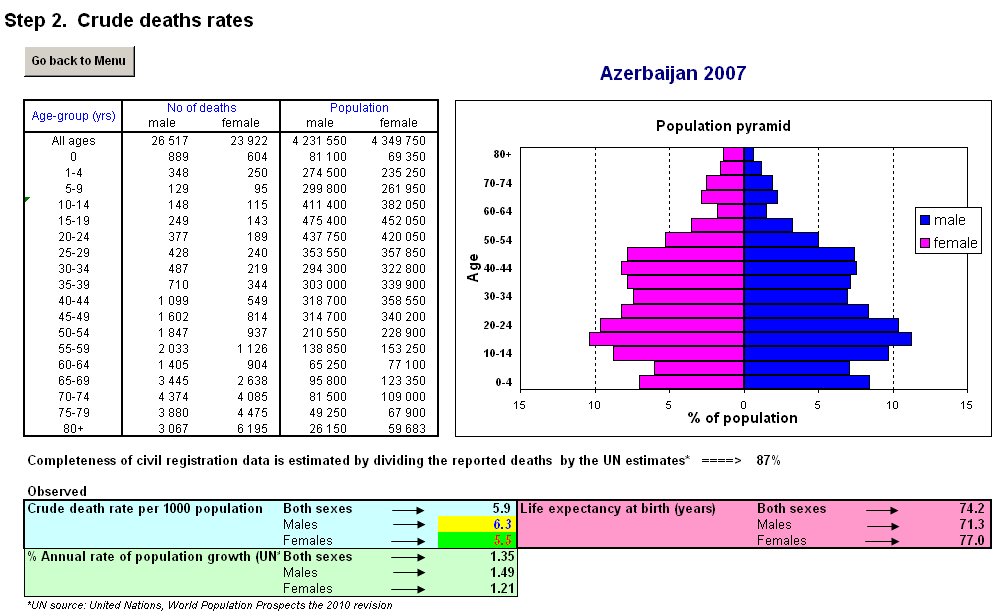 Step 2. Crude deaths rates
Go back to Menu
Azerbaijan 2007
Age-group (yrs) No of deaths Population
male female male female
All ages 26 517 23 922 4 231 550 4 349 750
0 889 604 81 100 69 350
1-4 348 250 274 500 235 250
5-9 129 95 299 800 261 950
10-14 148 115 411 400 382 050
15-19 249 143 475 400 452 050
20-24 377 189 437 750 420 050
25-29 428 240 353 550 357 850
30-34 487 219 294 300 322 800
35-39 710 344 303 000 339 900
40-44 1 099 549 318 700 358 550
45-49 1 602 814 314 700 340 200
50-54 1 847 937 210 550 228 900
55-59 2 033 1 126 138 850 153 250
60-64 1 405 904 65 250 77 100
65-69 3 445 2 638 95 800 123 350
70-74 4 374 4 085 81 500 109 000
75-79 3 880 4 475 49 250 67 900
80+ 3 067 6 195 26 150 59 683
Population pyramid
80+
70-74
60-64
50-54
40-44
30-34
20-24
10-14
0-4
Age
15 10 5 0 5 10 15
% of population
male
female
Completeness of civil registration data is estimated by dividing the reported deaths by the UN estimates* ====> 87%
Observed
Crude death rate per 1000 population Both sexes 5.9 Life expectancy at birth (years) Both sexes 74.2
Males 6.3 Males 71.3
Females 5.5 Females 77.0
% Annual rate of population growth (UN* Both sexes 1.35
Males 1.49
Females 1.21
*UN source: United Nations, World Population Prospects the 2010 revision